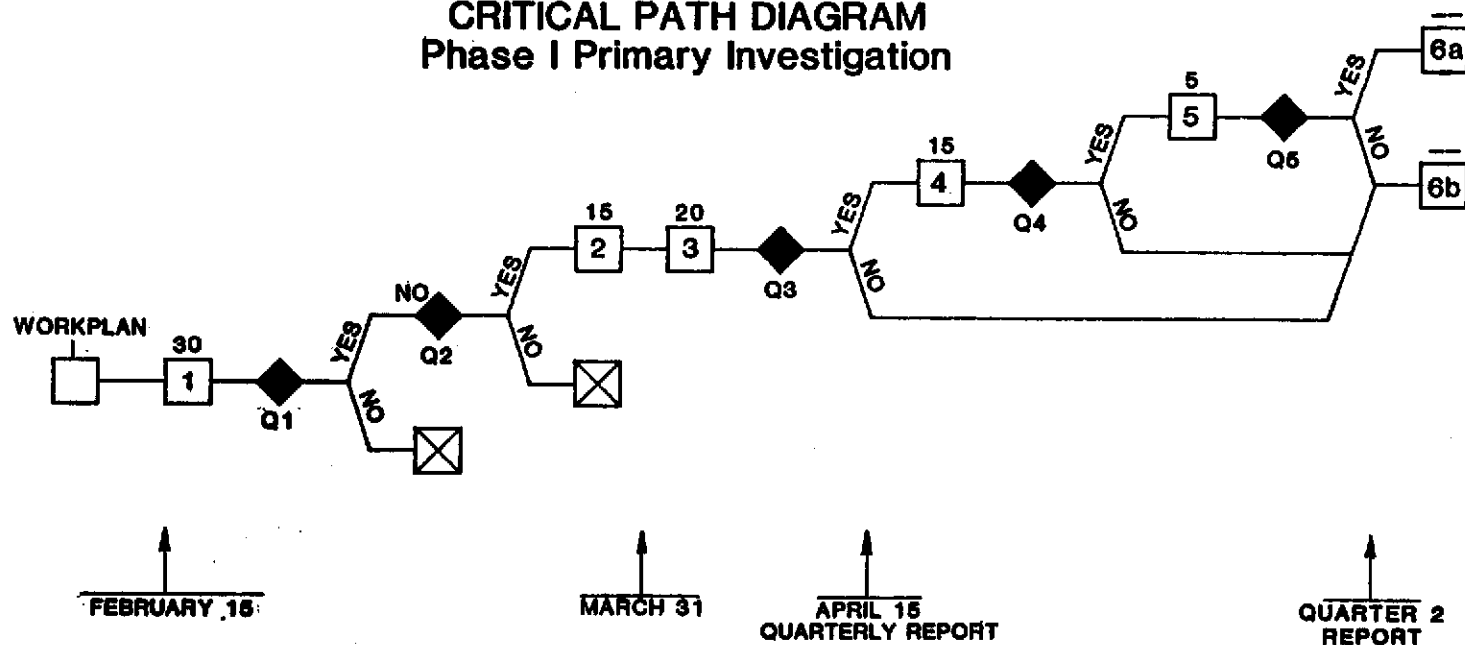 CRITICAL PATH DIAGRAM
Phase I Primary Investigation
6a
YES
NO
6b
5
5
Q5
YES
NO
15
4
Q4
YES
NO
15
2
20
3
Q3
YES
NO
NO
Q2
YES
NO
WORKPLAN
30
1
Q1
FEBRUARY 15
MARCH 31
APRIL 15
QUARTERLY REPORT
QUARTER 2
REPORT